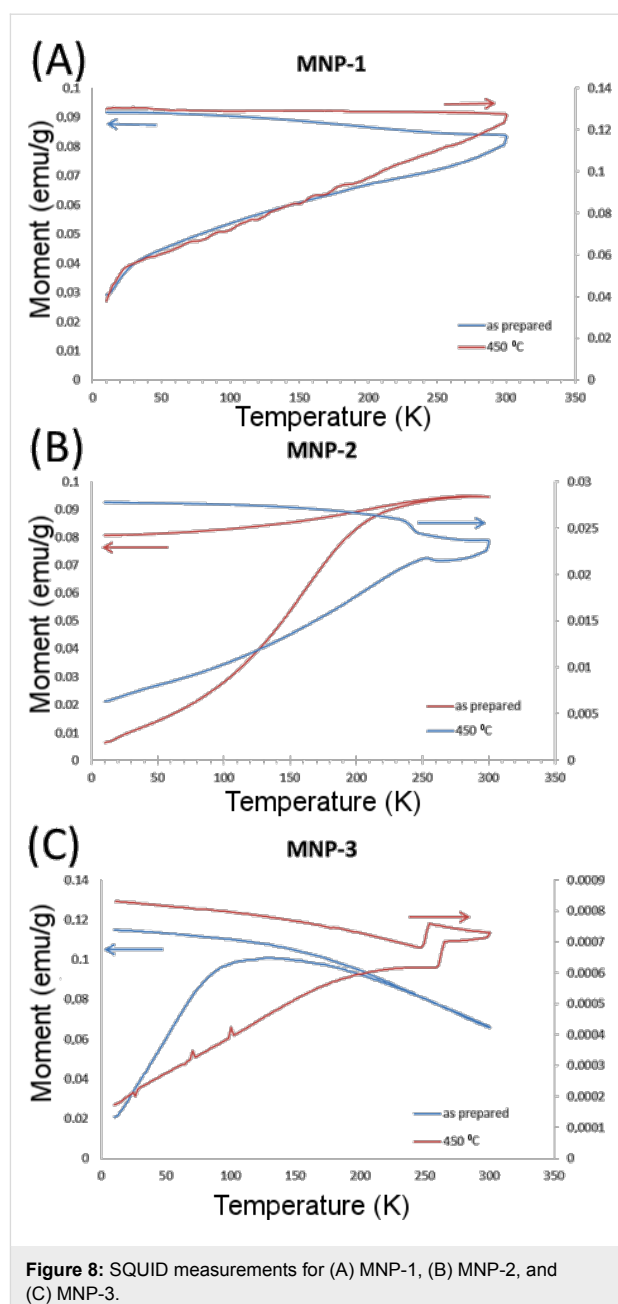 (A)
MNP-1
0.1
0.09
0.08
0.07
0.06
0.05
0.04
0.03
0.02
0.01
0
0.14
0.12
0.1
0.08
0.06
0.04
0.02
0
Moment (emu/g)
as prepared
450 ⁰C
0 50 100 150 200 250 300 350
Temperature (K)
(B)
MNP-2
0.1
0.09
0.08
0.07
0.06
0.05
0.04
0.03
0.02
0.01
0
0.03
0.025
0.02
0.015
0.01
0.005
0
Moment (emu/g)
as prepared
450 ⁰C
0 50 100 150 200 250 300 350
Temperature (K)
(C)
MNP-3
0.14
0.12
0.1
0.08
0.06
0.04
0.02
0
0.0009
0.0008
0.0007
0.0006
0.0005
0.0004
0.0003
0.0002
0.0001
0
Moment (emu/g)
as prepared
450 ⁰C
0 50 100 150 200 250 300 350
Temperature (K)
Figure 8: SQUID measurements for (A) MNP-1, (B) MNP-2, and
(C) MNP-3.